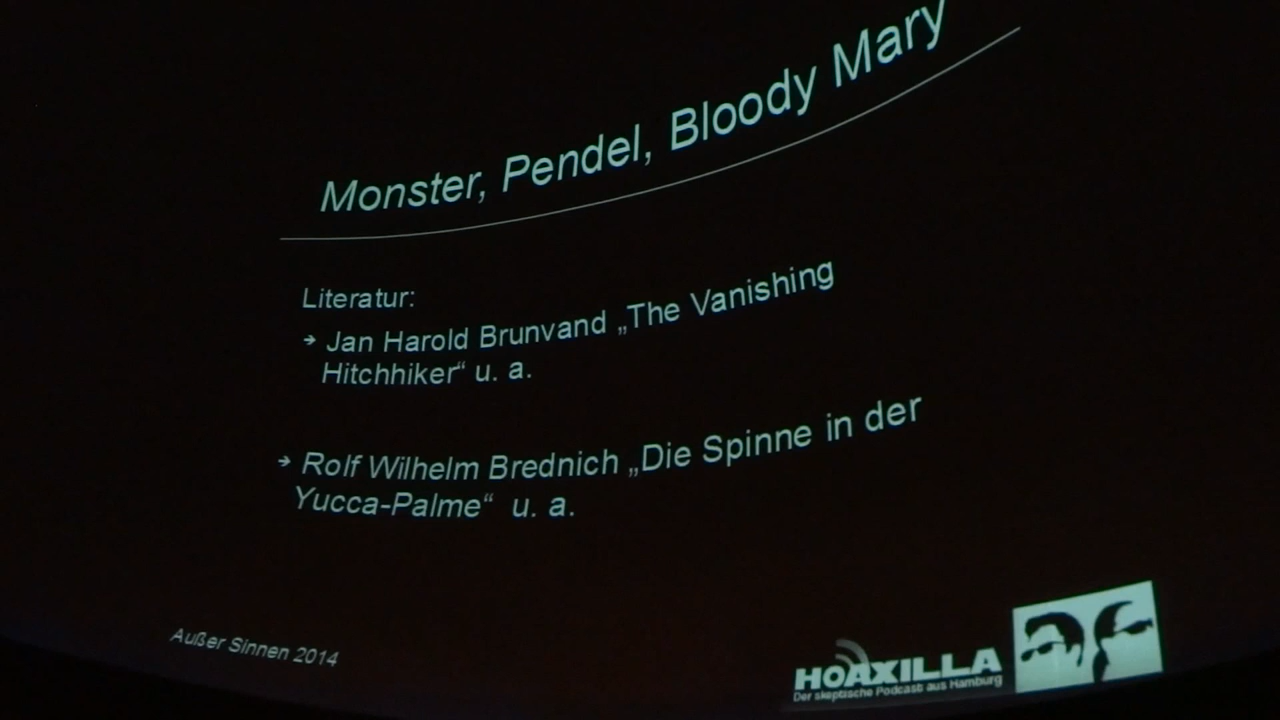 Monster, Pendel, Bloody Mary
Literatur:
➔ Jan Harold Brunvand „The Vanishing
Hitchhiker“ u. a.
➔ Rolf Wilhelm Brednich „Die Spinne in der
Yucca-Palme“ u. a.
Außer Sinnen 2014
HOAXILLA
Der skeptische Podcast aus Hamburg